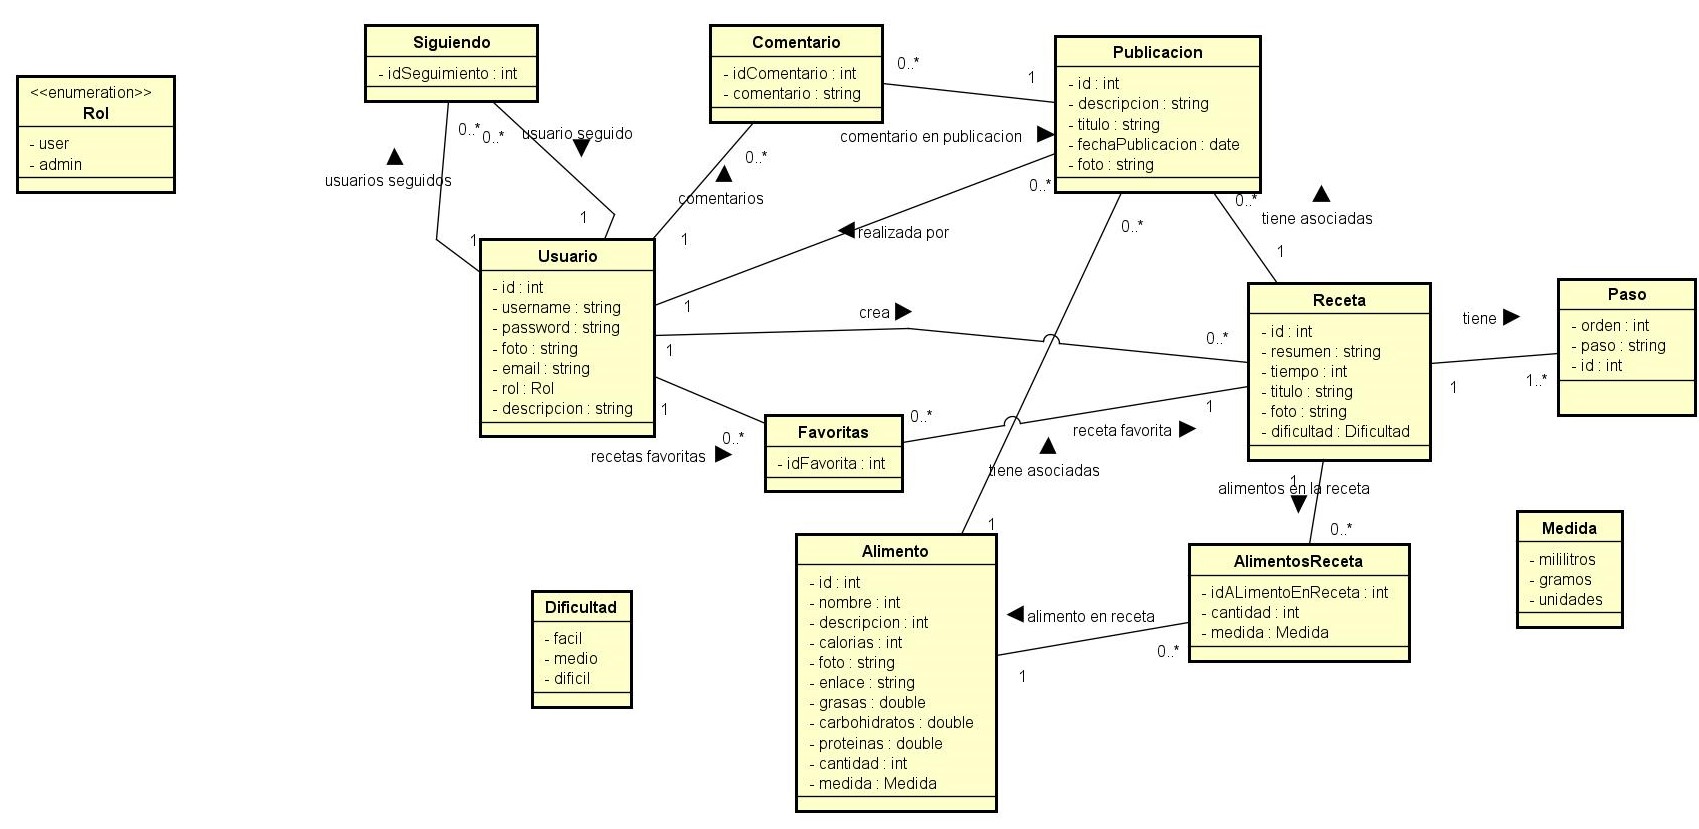 <<enumeration>>
Rol
- user
- admin
Siguiendo
- idSeguimiento : int
Comentario
- idComentario : int
- comentario : string
Publicacion
- id : int
- descripcion : string
- titulo : string
- fechaPublicacion : date
- foto : string
0..*
1
0..*
0..*
usuario seguido
comentario en publicacion
usuarios seguidos
0..*
comentarios
0..*
0..*
tiene asociadas
1
1
1
realizada por
0..*
1
Usuario
- id : int
- username : string
- password : string
- foto : string
- email : string
- rol : Rol
- descripcion : string
1
crea
1
0..*
Receta
- id : int
- resumen : string
- tiempo : int
- titulo : string
- foto : string
- dificultad : Dificultad
tiene
1
1..*
Paso
- orden : int
- paso : string
- id : int
1
0..*
recetas favoritas
Favoritas
- idFavorita : int
0..*
receta favorita
1
tiene asociadas
1
1
alimentos en la receta
0..*
Alimento
- id : int
- nombre : int
- descripcion : int
- calorias : int
- foto : string
- enlace : string
- grasas : double
- carbohidratos : double
- proteinas : double
- cantidad : int
- medida : Medida
alimento en receta
1
0..*
AlimentosReceta
- idALimentoEnReceta : int
- cantidad : int
- medida : Medida
Medida
- mililitros
- gramos
- unidades
Dificultad
- facil
- medio
- dificil